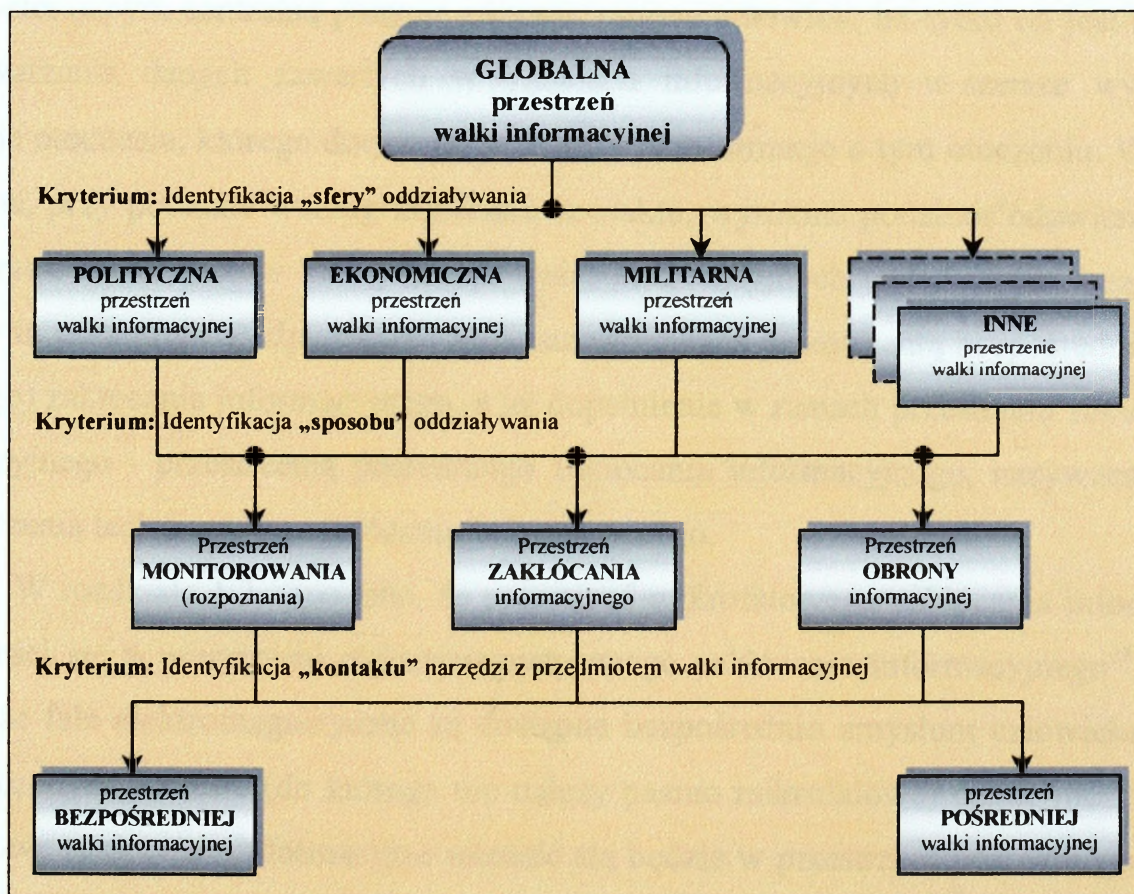 GLOBALNA
przestrzeń
walki informacyjnej
Kryterium: Identyfikacja „sfery” oddziaływania
POLITYCZNA
przestrzeń
walki informacyjnej
EKONOMICZNA
przestrzeń
walki informacyjnej
MILITARNA
przestrzeń
walki informacyjnej
INNE
przestrzenie
walki informacyjnej
Kryterium: Identyfikacja „sposobu” oddziaływania
Przestrzeń
MONITOROWANIA
(rozpoznania)
Przestrzeń
ZAKŁÓCANIA
informacyjnego
Przestrzeń
OBRONY
informacyjnej
Kryterium: Identyfikacja „kontaktu” narzędzi z przedmiotem walki informacyjnej
przestrzeń
BEZPOŚREDNIEJ
walki informacyjnej
przestrzeń
POŚREDNIEJ
walki informacyjnej